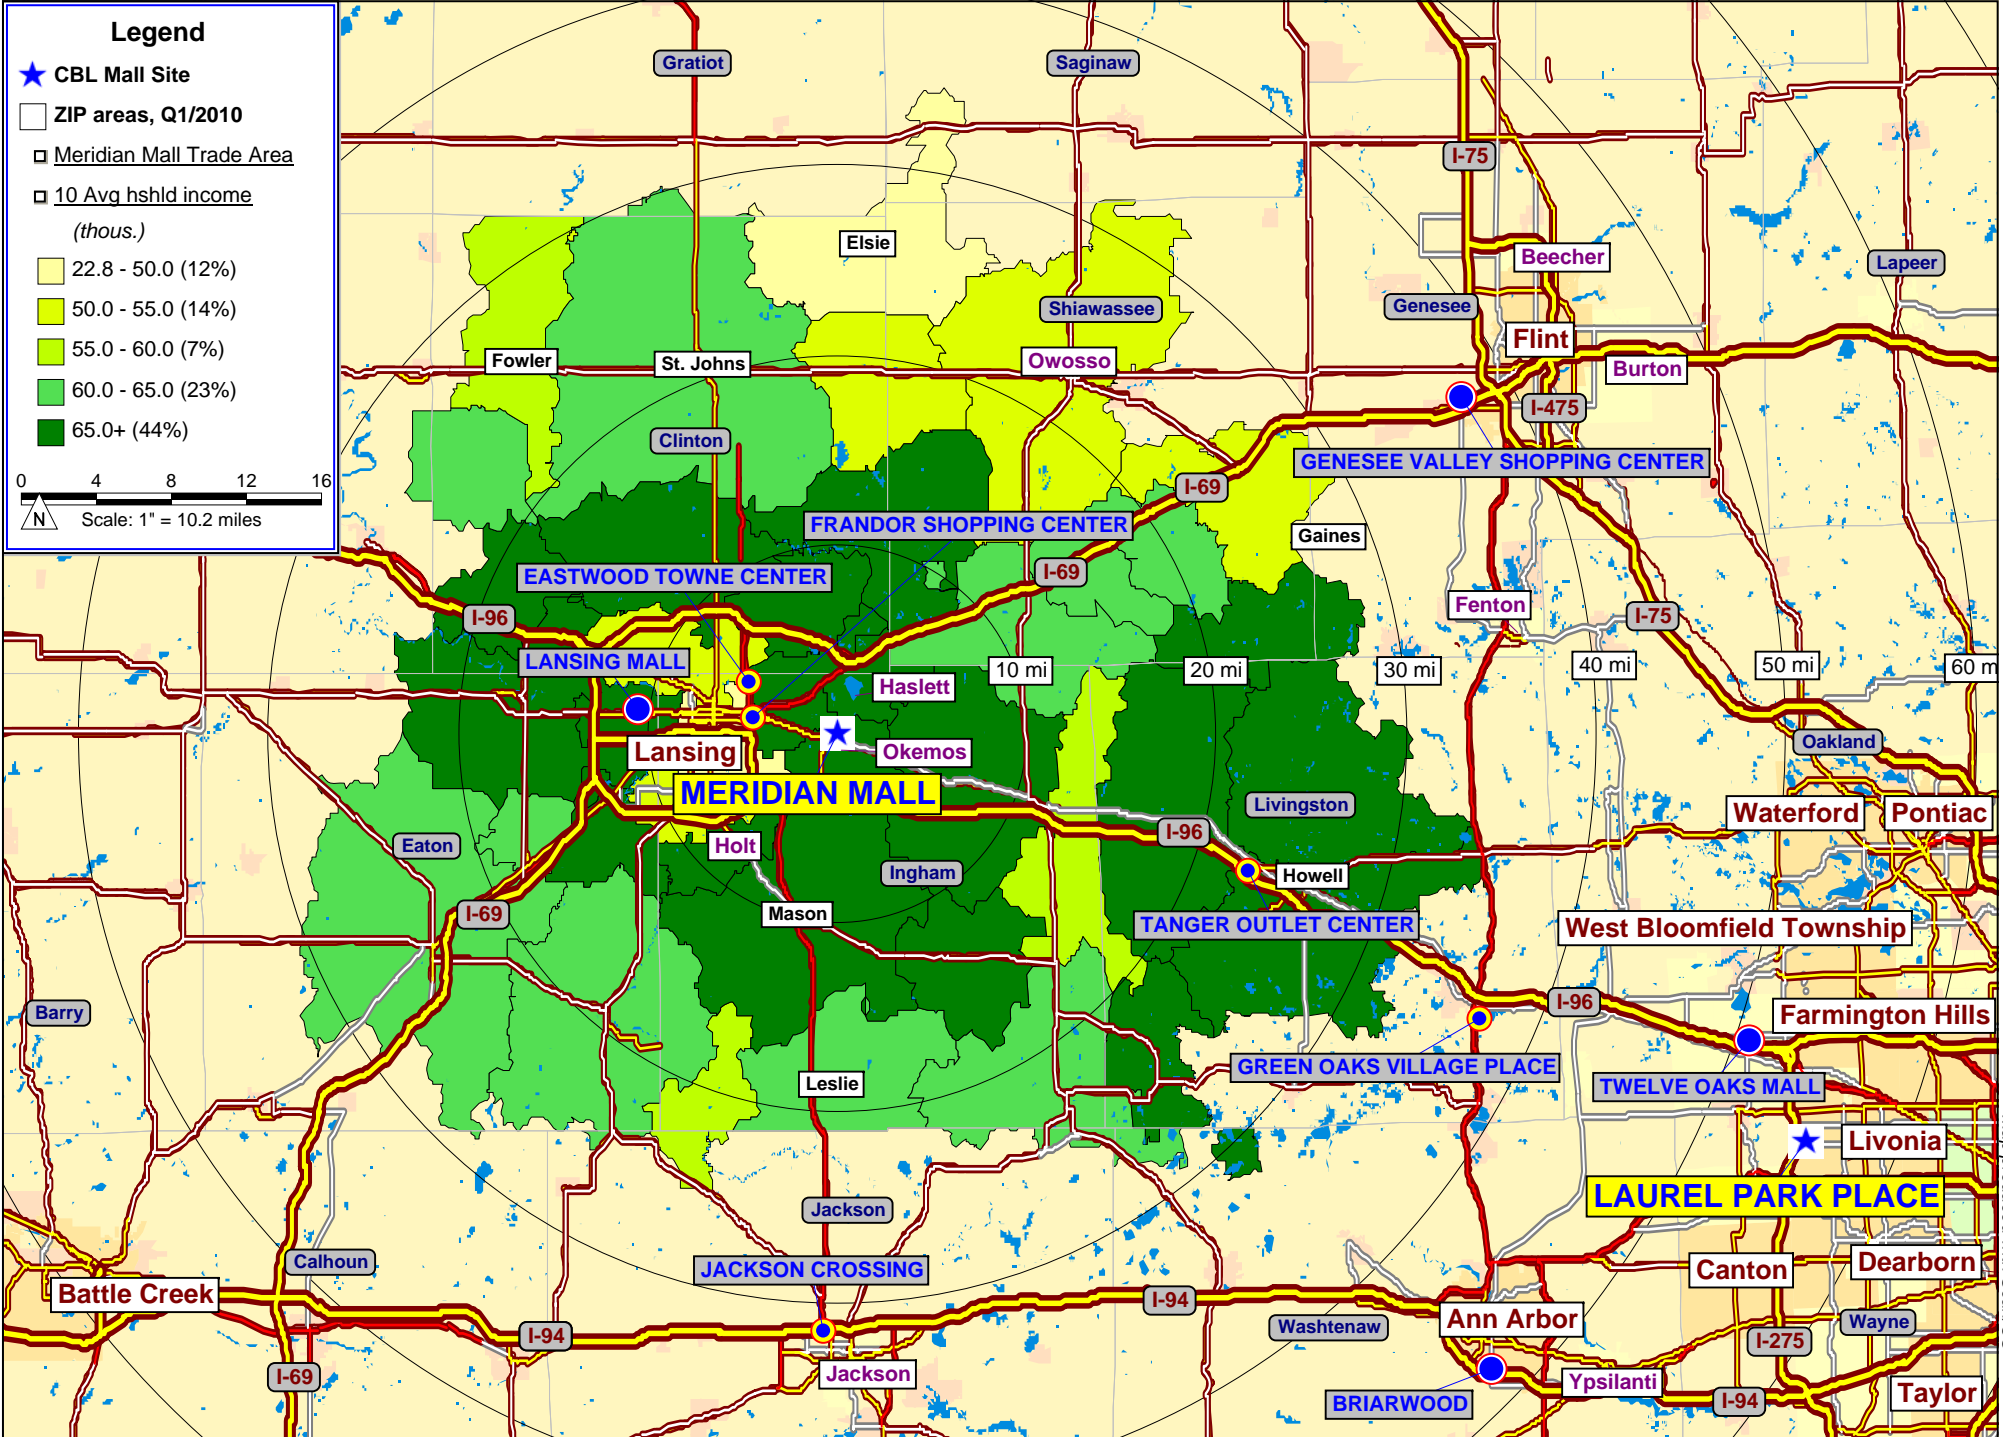 Legend
CBL Mall Site
ZIP areas, Q1/2010
Meridian Mall Trade Area
10 Avg hshld income
(thous.)
22.8 - 50.0 (12%)
50.0 - 55.0 (14%)
55.0 - 60.0 (7%)
60.0 - 65.0 (23%)
65.0+ (44%)
0 4 8 12 16
N
Scale: 1" = 10.2 miles
Gratiot
Saginaw
I-75
Elsie
Beecher
Lapeer
Shiawassee
Genesee
Flint
Fowler
St. Johns
Owosso
Burton
I-475
Clinton
GENESEE VALLEY SHOPPING CENTER
I-69
FRANDOR SHOPPING CENTER
Gaines
EASTWOOD TOWNE CENTER
I-69
I-96
Fenton
I-75
LANSING MALL
10 mi
20 mi
30 mi
40 mi
50 mi
60 m
Haslett
Lansing
Okemos
Oakland
MERIDIAN MALL
Livingston
Waterford
Pontiac
I-96
Eaton
Holt
Ingham
Howell
I-69
Mason
TANGER OUTLET CENTER
West Bloomfield Township
Barry
I-96
Farmington Hills
GREEN OAKS VILLAGE PLACE
Leslie
TWELVE OAKS MALL
Livonia
LAUREL PARK PLACE
Jackson
Calhoun
JACKSON CROSSING
Canton
Dearborn
Battle Creek
I-94
I-94
Washtenaw
Ann Arbor
Wayne
I-275
I-69
Jackson
Ypsilanti
BRIARWOOD
I-94
Taylor